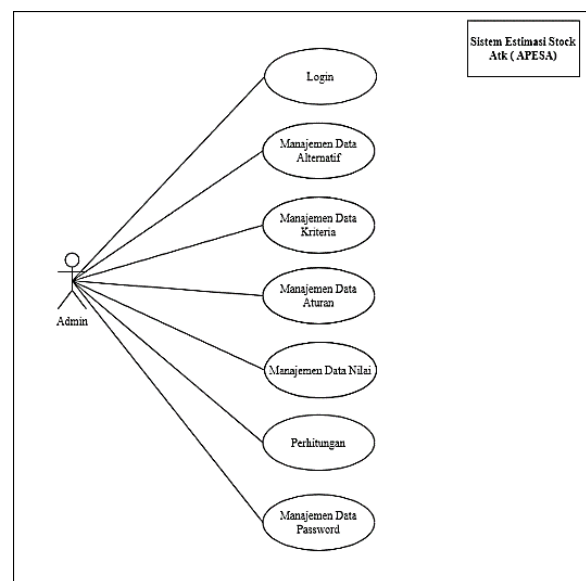 Sistem Estimasi Stock
Atk ( APESA)
Login
Manajemen Data
Alternatif
Manajemen Data
Kriteria
Manajemen Data
Aturan
Admin
Manajemen Data Nilai
Perhitungan
Manajemen Data
Password